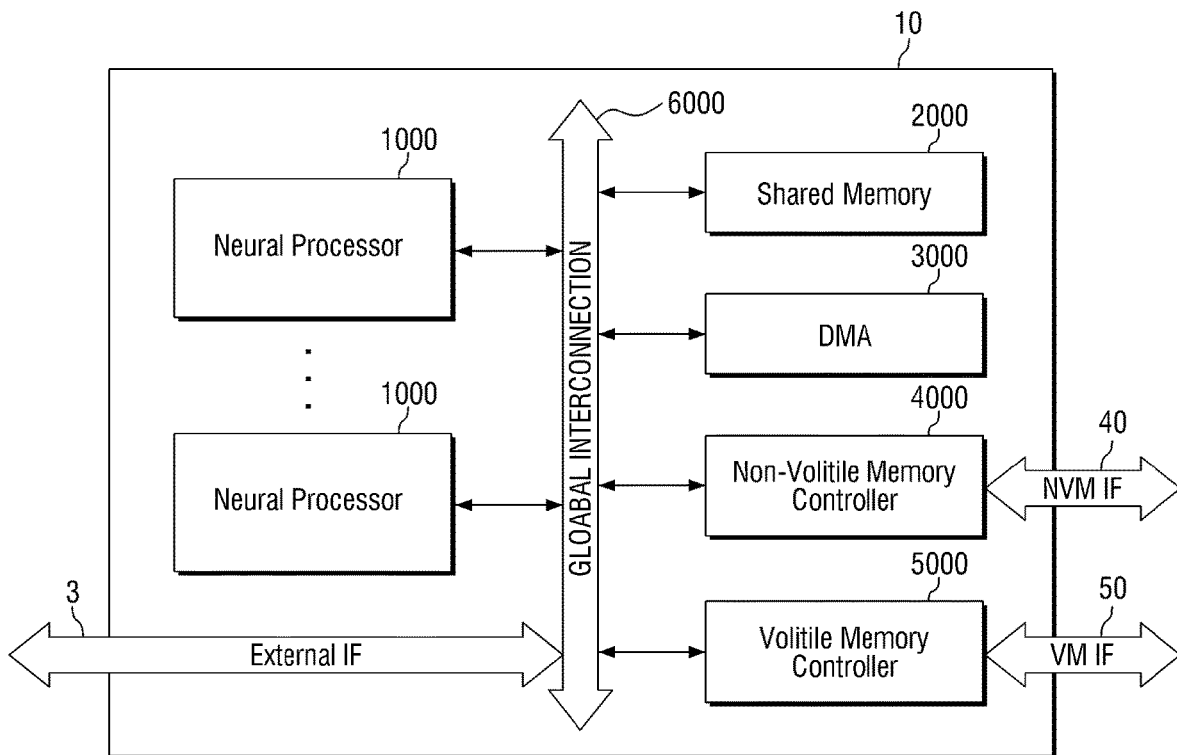 10
6000
1000
Neural Processor
2000
Shared Memory
3000
DMA
1000
Neural Processor
GLOABAL INTERCONNECTION
4000
Non-Volitile Memory
Controller
40
NVM IF
3
External IF
5000
Volitile Memory
Controller
50
VM IF